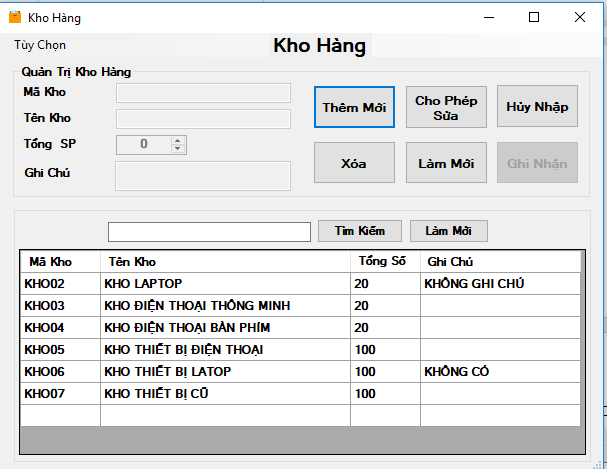 Kho Hàng
Tùy Chọn
Kho Hàng
Quản Trị Kho Hàng
Mã Kho
Tên Kho
Tổng SP 0
Ghi Chú
Thêm Mới
Cho Phép
Sửa
Hủy Nhập
Xóa
Làm Mới
Ghi Nhận
Tìm Kiếm Làm Mới
Mã Kho Tên Kho Tổng Số Ghi Chú
KHO02 KHO LAPTOP 20 KHÔNG GHI CHÚ
KHO03 KHO ĐIỆN THOẠI THÔNG MINH 20
KHO04 KHO ĐIỆN THOẠI BÀN PHÍM 20
KHO05 KHO THIẾT BỊ ĐIỆN THOẠI 100
KHO06 KHO THIẾT BỊ LATOP 100 KHÔNG CÓ
KHO07 KHO THIẾT BỊ CŨ 100